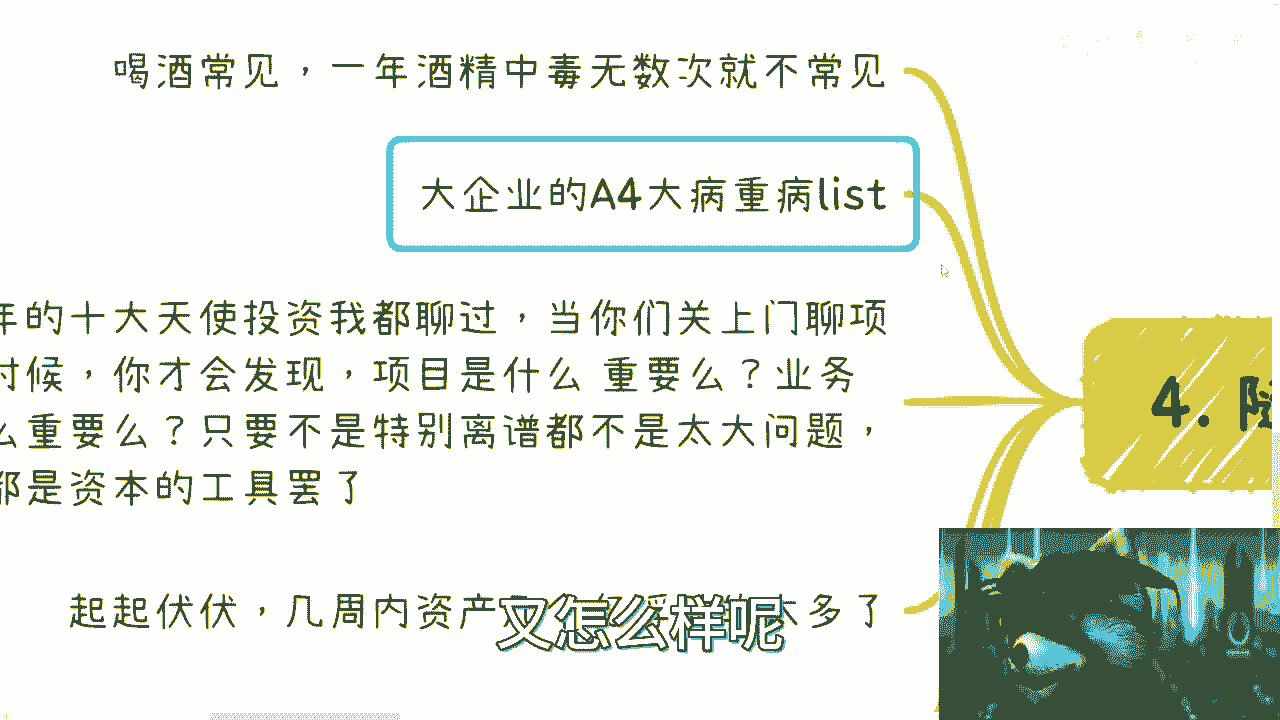 喝酒常见，一年酒精中毒无数次就不常见
大企业的A4大病重病list
年的十大天使投资我都聊过，当你们关上门聊项
时候，你才会发现，项目是什么 重要么？业务
么重要么？只要不是特别离谱都不是太大问题，
都是资本的工具罢了
4.
起起伏伏，几周内资产
太多了
又怎么样呢